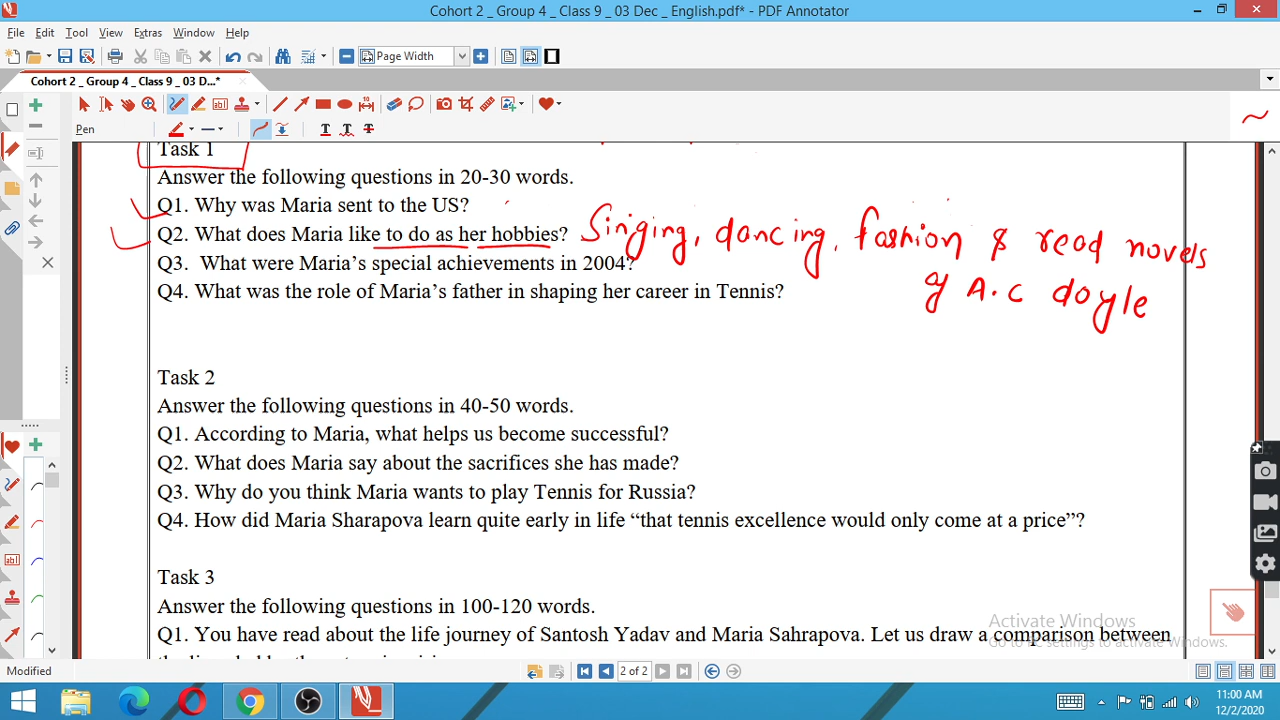 Cohort 2 _ Group 4 _ Class 9 _ 03 Dec _ English.pdf* - PDF Annotator
File Edit Tool View Extras Window Help
Page Width
Cohort 2 _ Group 4 _ Class 9 _ 03 D...*
Pen
Task 1
Answer the following questions in 20-30 words.
Q1. Why was Maria sent to the US?
Q2. What does Maria like to do as her hobbies? Singing, dancing, fashion & read novels
of A.C doyle
Q3. What were Maria's special achievements in 2004?
Q4. What was the role of Maria's father in shaping her career in Tennis?
Task 2
Answer the following questions in 40-50 words.
Q1. According to Maria, what helps us become successful?
Q2. What does Maria say about the sacrifices she has made?
Q3. Why do you think Maria wants to play Tennis for Russia?
Q4. How did Maria Sharapova learn quite early in life “that tennis excellence would only come at a price”?
Task 3
Answer the following questions in 100-120 words.
Q1. You have read about the life journey of Santosh Yadav and Maria Sahrapova. Let us draw a comparison between
Activate Windows
Go to PC settings to activate Windows.
Modified
2 of 2
11:00 AM
12/2/2020